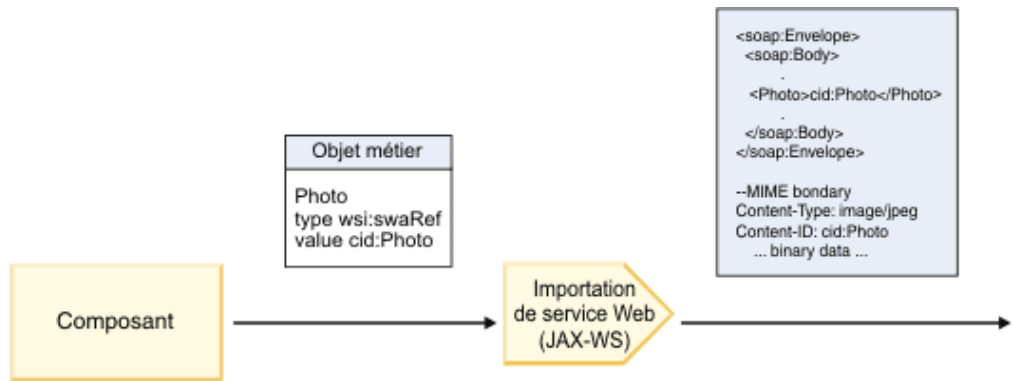 Composant
Objet métier
Photo
type wsi:swaRef
value cid:Photo
Importation
de service Web
(JAX-WS)
<soap:Envelope>
<soap:Body>
.
<Photo>cid:Photo</Photo>
.
</soap:Body>
</soap:Envelope>
--MIME bondary
Content-Type: image/jpeg
Content-ID: cid:Photo
... binary data ...